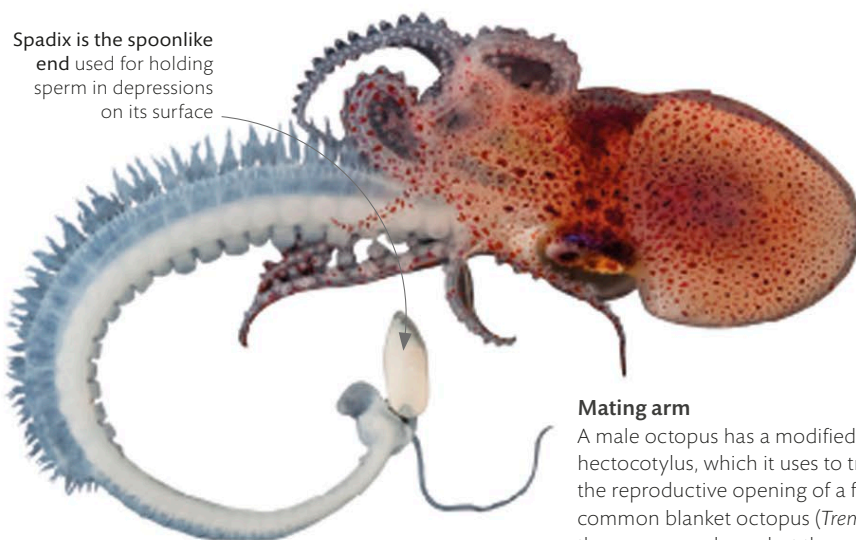 Spadix is the spoonlike
end used for holding
sperm in depressions
on its surface
Mating arm
A male octopus has a modified
hectocotylus, which it uses to
the reproductive opening of a
common blanket octopus (